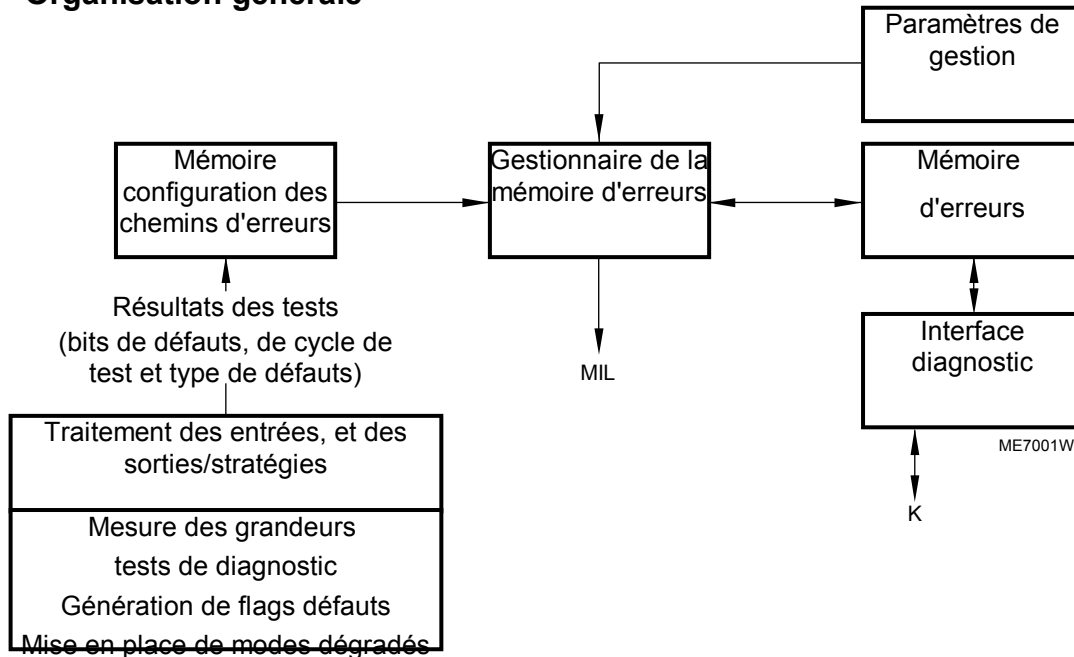 Organisation générale
Paramètres de
gestion
Mémoire
configuration des
chemins d'erreurs
Gestionnaire de la
mémoire d'erreurs
Mémoire
d'erreurs
Résultats des tests
(bits de défauts, de cycle de
test et type de défauts)
MIL
Interface
diagnostic
ME7001W
K
Traitement des entrées, et des
sorties/stratégies
Mesure des grandeurs
tests de diagnostic
Génération de flags défauts
Mise en place de modes dégradés